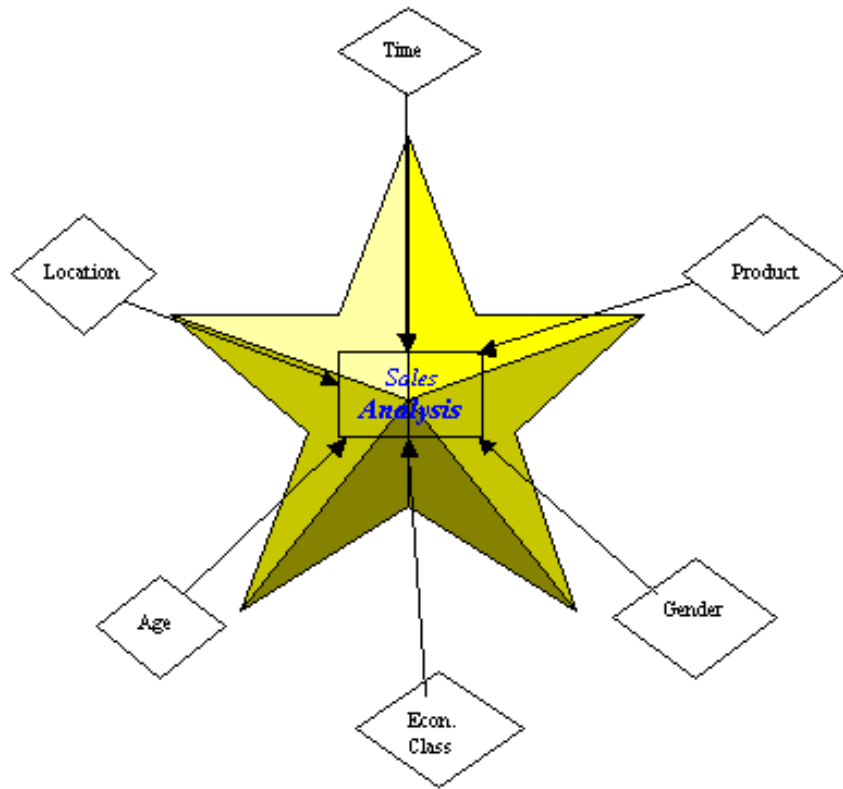 Time
Location
Product
Sales
Analysis
Age
Gender
Econ.
Class